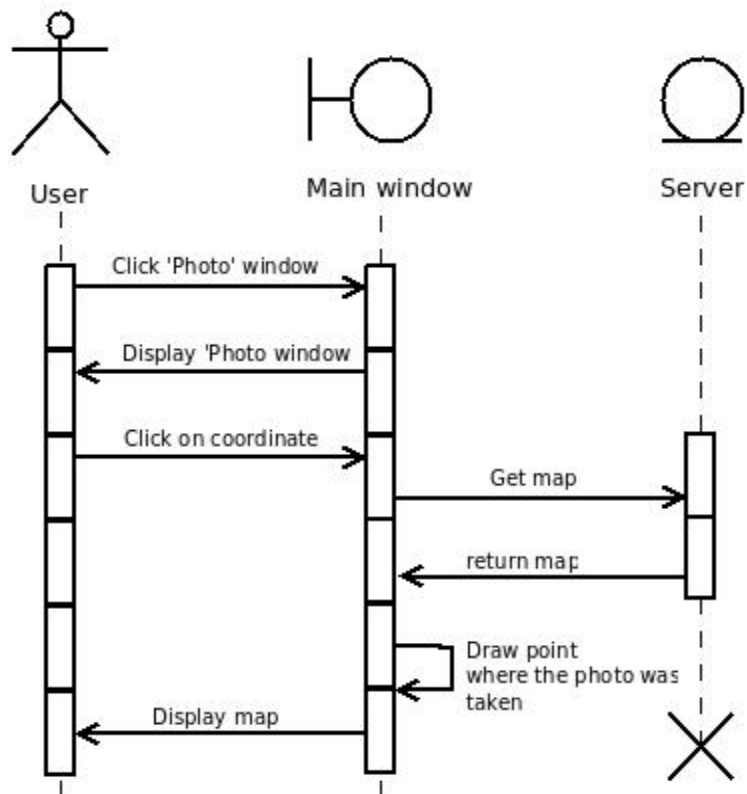 User
Main window
Server
Click 'Photo' window
Display 'Photo window
Click on coordinate
Get map
return map
Draw point
where the photo was
taken
Display map